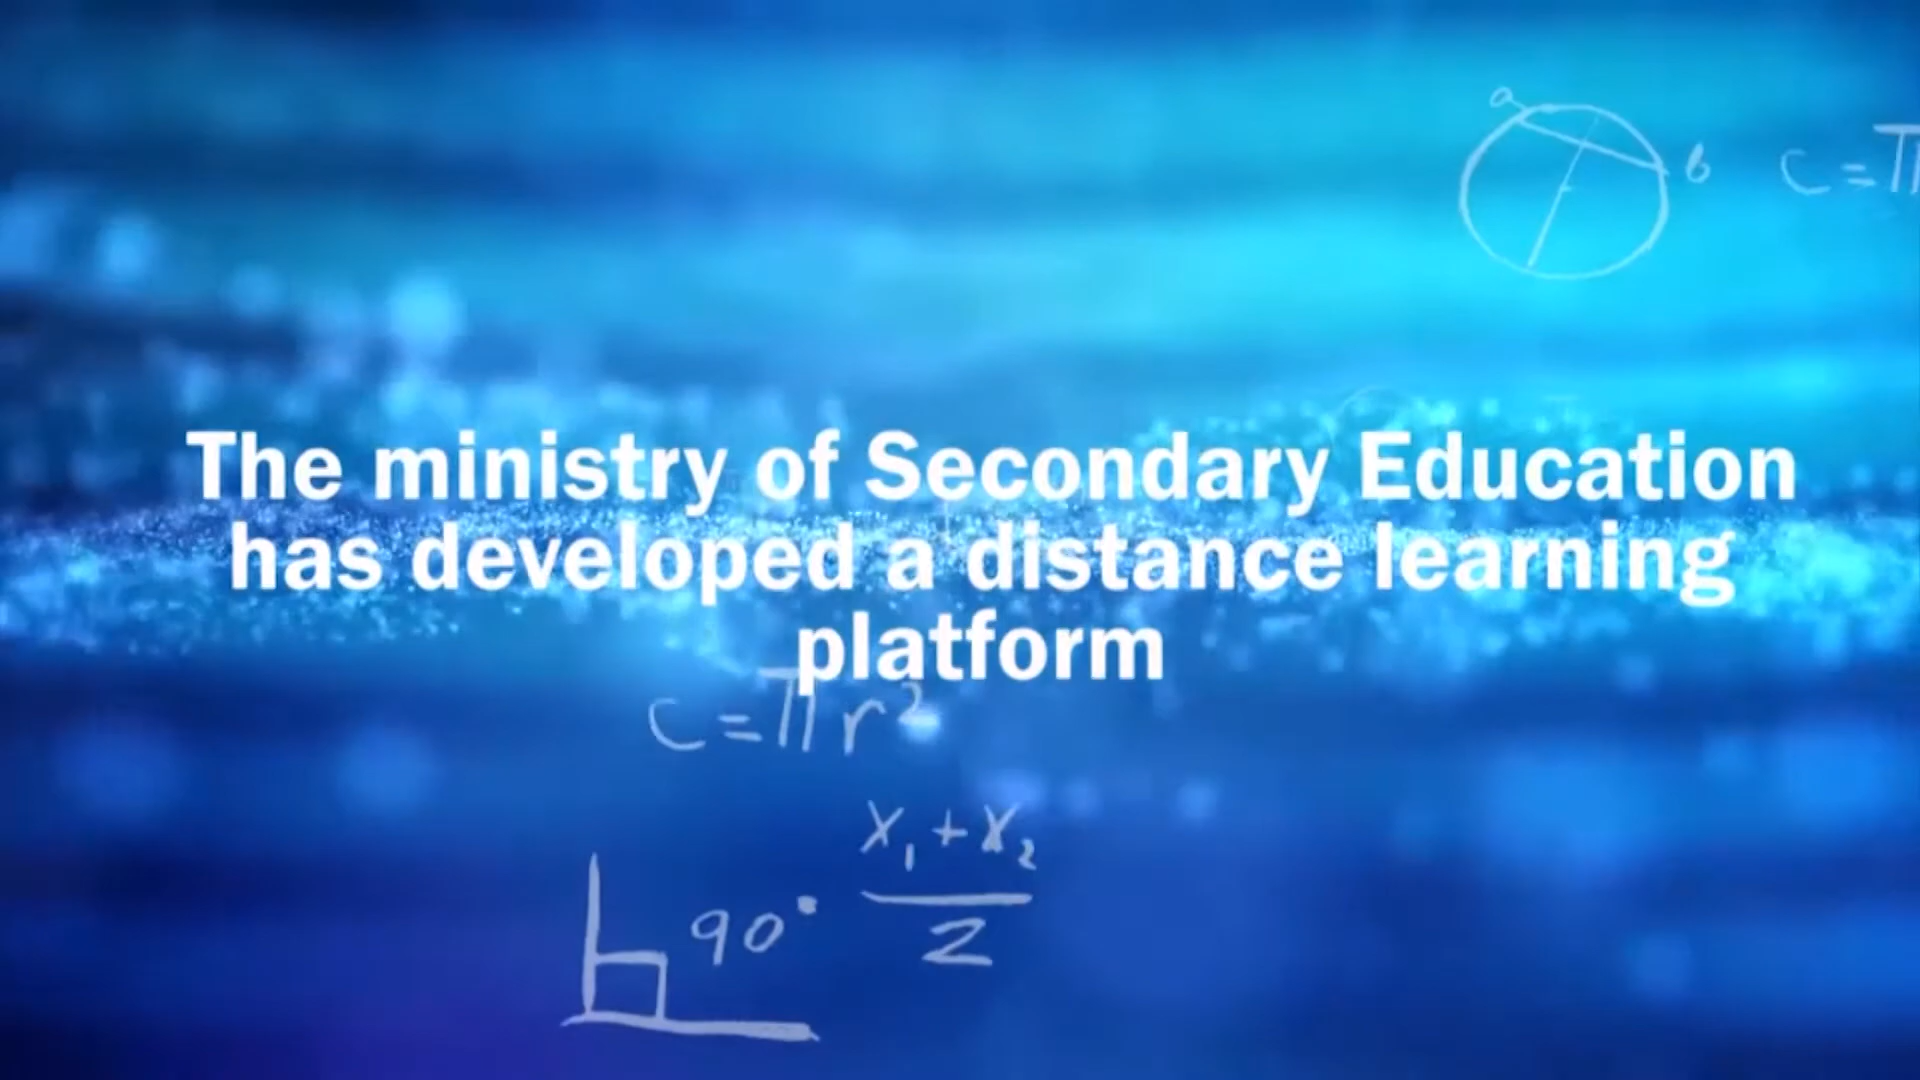 a
b C=π
The ministry of Secondary Education
has developed a distance learning
platform
C=πr²
x₁+x₂
2
90°